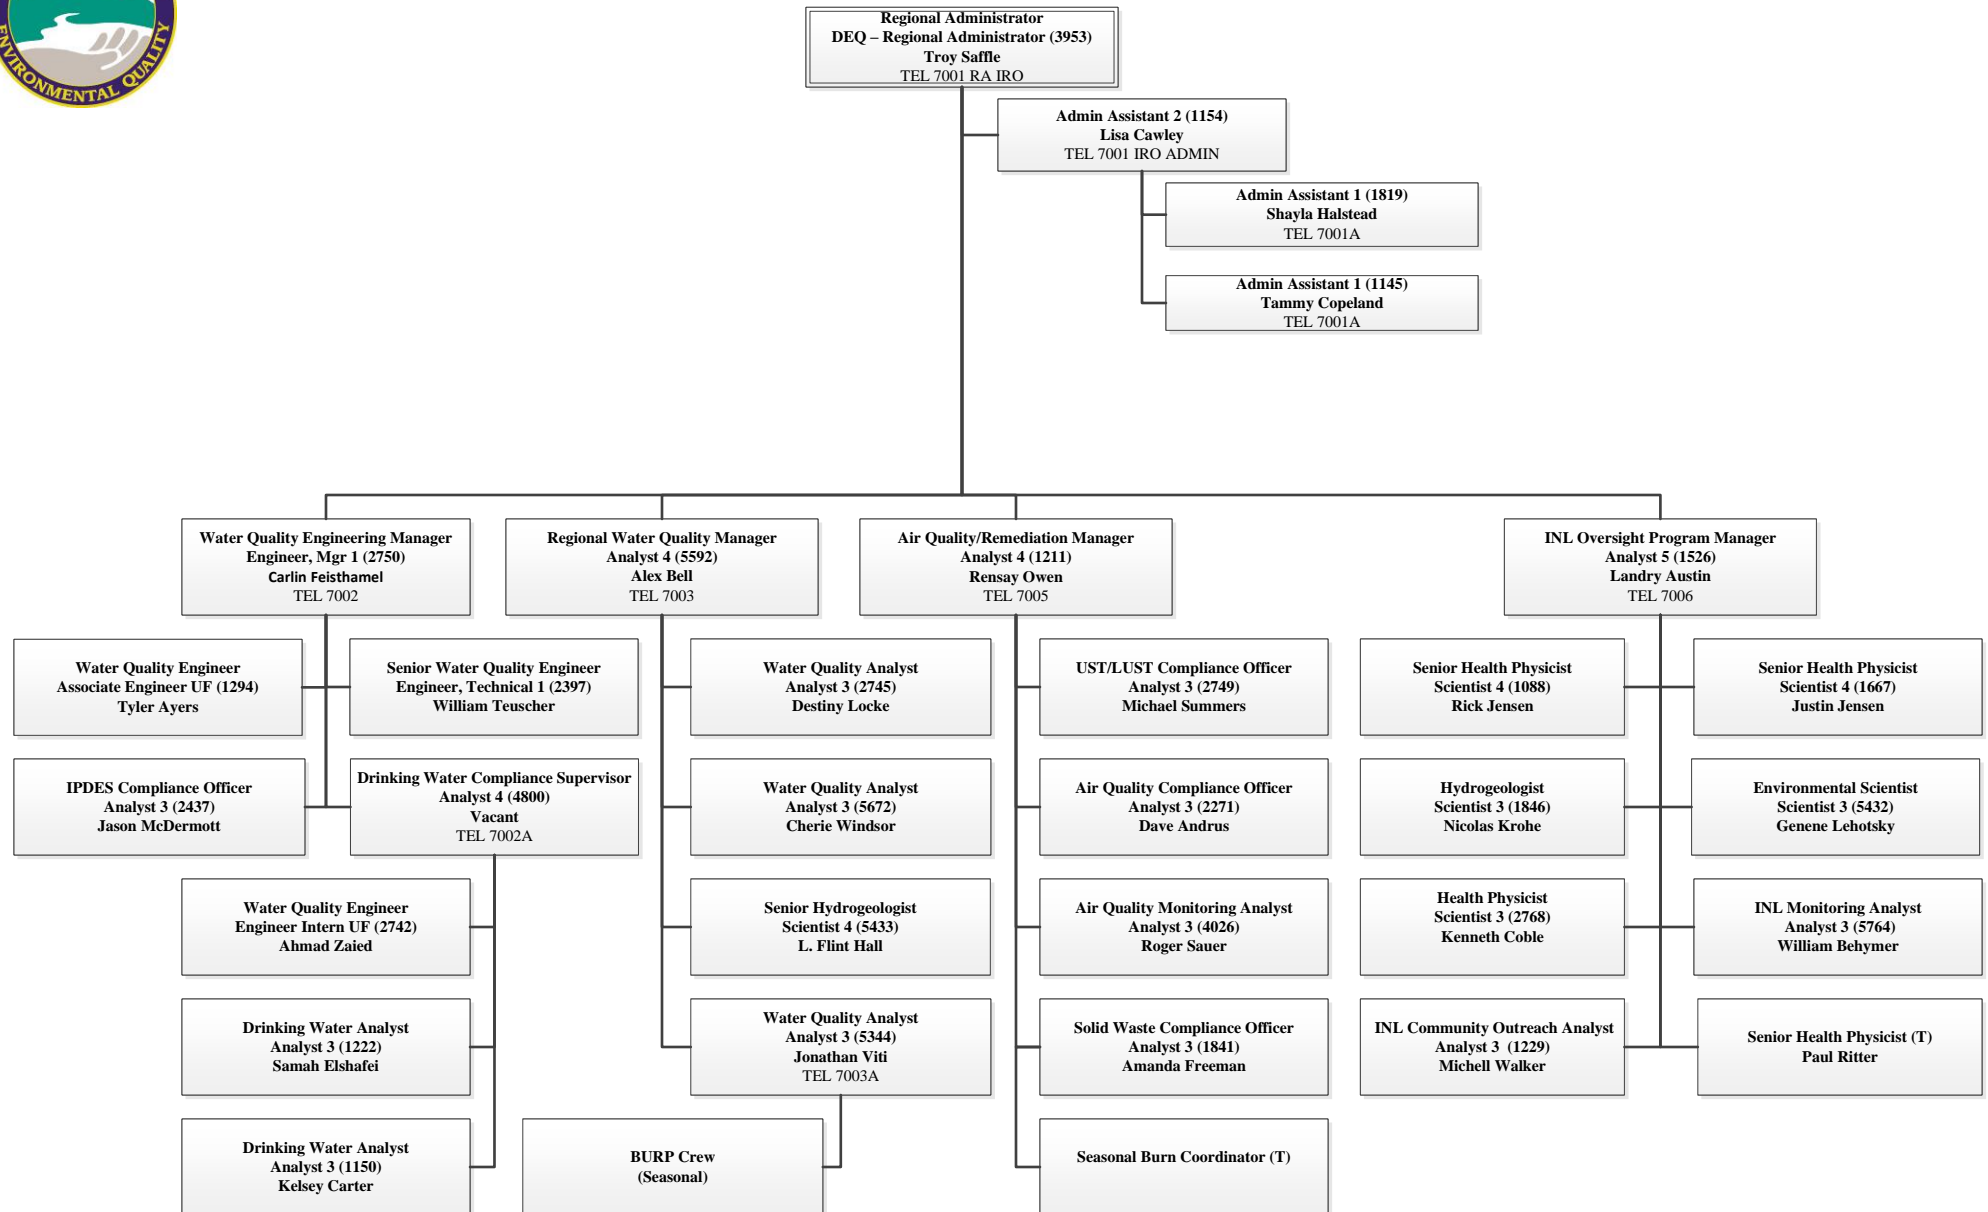 ENVIRONMENTAL QUALITY
Regional Administrator
DEQ – Regional Administrator (3953)
Troy Saffle
TEL 7001 RA IRO
Admin Assistant 2 (1154)
Lisa Cawley
TEL 7001 IRO ADMIN
Admin Assistant 1 (1819)
Shayla Halstead
TEL 7001A
Admin Assistant 1 (1145)
Tammy Copeland
TEL 7001A
Water Quality Engineering Manager
Engineer, Mgr 1 (2750)
Carlin Feisthamel
TEL 7002
Regional Water Quality Manager
Analyst 4 (5592)
Alex Bell
TEL 7003
Air Quality/Remediation Manager
Analyst 4 (1211)
Rensay Owen
TEL 7005
INL Oversight Program Manager
Analyst 5 (1526)
Landry Austin
TEL 7006
Water Quality Engineer
Associate Engineer UF (1294)
Tyler Ayers
Senior Water Quality Engineer
Engineer, Technical 1 (2397)
William Teuscher
Water Quality Analyst
Analyst 3 (2745)
Destiny Locke
UST/LUST Compliance Officer
Analyst 3 (2749)
Michael Summers
Senior Health Physicist
Scientist 4 (1088)
Rick Jensen
Senior Health Physicist
Scientist 4 (1667)
Justin Jensen
IPDES Compliance Officer
Analyst 3 (2437)
Jason McDermott
Drinking Water Compliance Supervisor
Analyst 4 (4800)
Vacant
TEL 7002A
Water Quality Analyst
Analyst 3 (5672)
Cherie Windsor
Air Quality Compliance Officer
Analyst 3 (2271)
Dave Andrus
Hydrogeologist
Scientist 3 (1846)
Nicolas Krohe
Environmental Scientist
Scientist 3 (5432)
Genene Lehotsky
Water Quality Engineer
Engineer Intern UF (2742)
Ahmad Zaied
Senior Hydrogeologist
Scientist 4 (5433)
L. Flint Hall
Air Quality Monitoring Analyst
Analyst 3 (4026)
Roger Sauer
Health Physicist
Scientist 3 (2768)
Kenneth Coble
INL Monitoring Analyst
Analyst 3 (5764)
William Behymer
Drinking Water Analyst
Analyst 3 (1222)
Samah Elshafei
Water Quality Analyst
Analyst 3 (5344)
Jonathan Viti
TEL 7003A
Solid Waste Compliance Officer
Analyst 3 (1841)
Amanda Freeman
INL Community Outreach Analyst
Analyst 3 (1229)
Michell Walker
Senior Health Physicist (T)
Paul Ritter
Drinking Water Analyst
Analyst 3 (1150)
Kelsey Carter
BURP Crew
(Seasonal)
Seasonal Burn Coordinator (T)